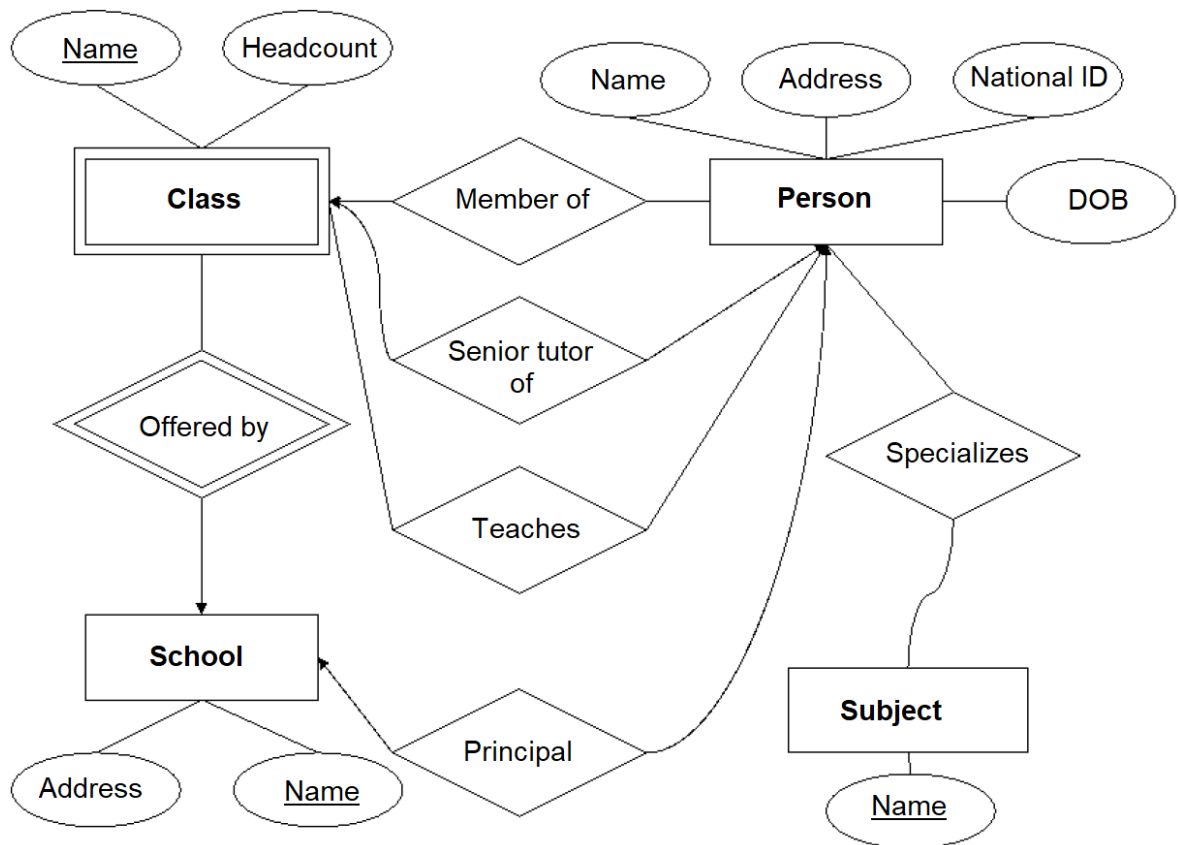 Name
Headcount
Name
Address
National ID
Class
Member of
Person
DOB
Senior tutor
of
Offered by
Specializes
Teaches
School
Subject
Principal
Address
Name
Name